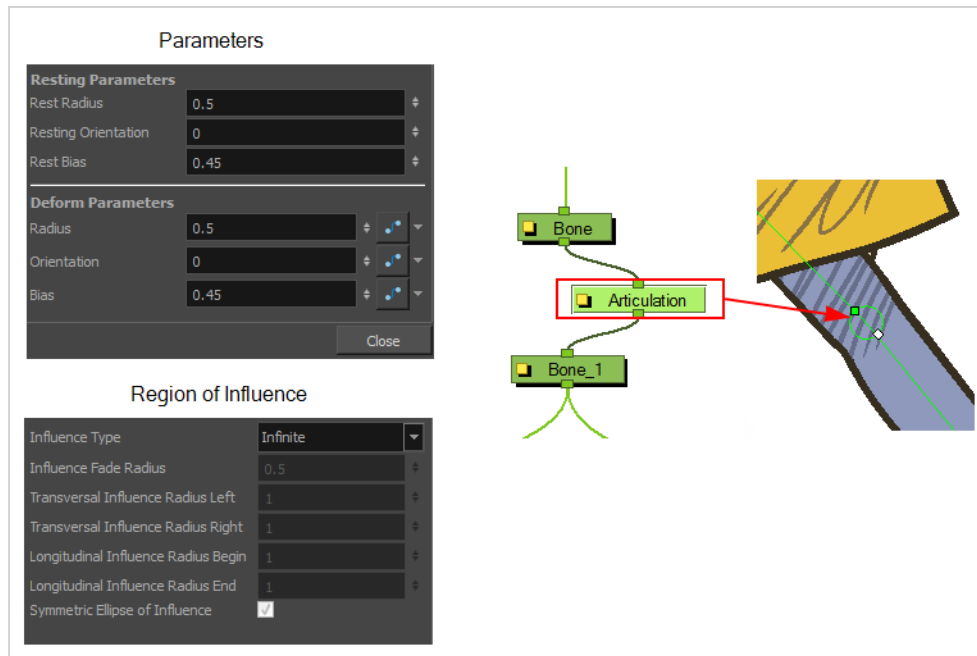 Parameters
Resting Parameters
Rest Radius 0.5
Resting Orientation 0
Rest Bias 0.45
Deform Parameters
Radius 0.5
Orientation 0
Bias 0.45
Close
Region of Influence
Influence Type Infinite
Influence Fade Radius 0.5
Transversal Influence Radius Left 1
Transversal Influence Radius Right 1
Longitudinal Influence Radius Begin 1
Longitudinal Influence Radius End 1
Symmetric Ellipse of Influence
Bone
Articulation
Bone_1